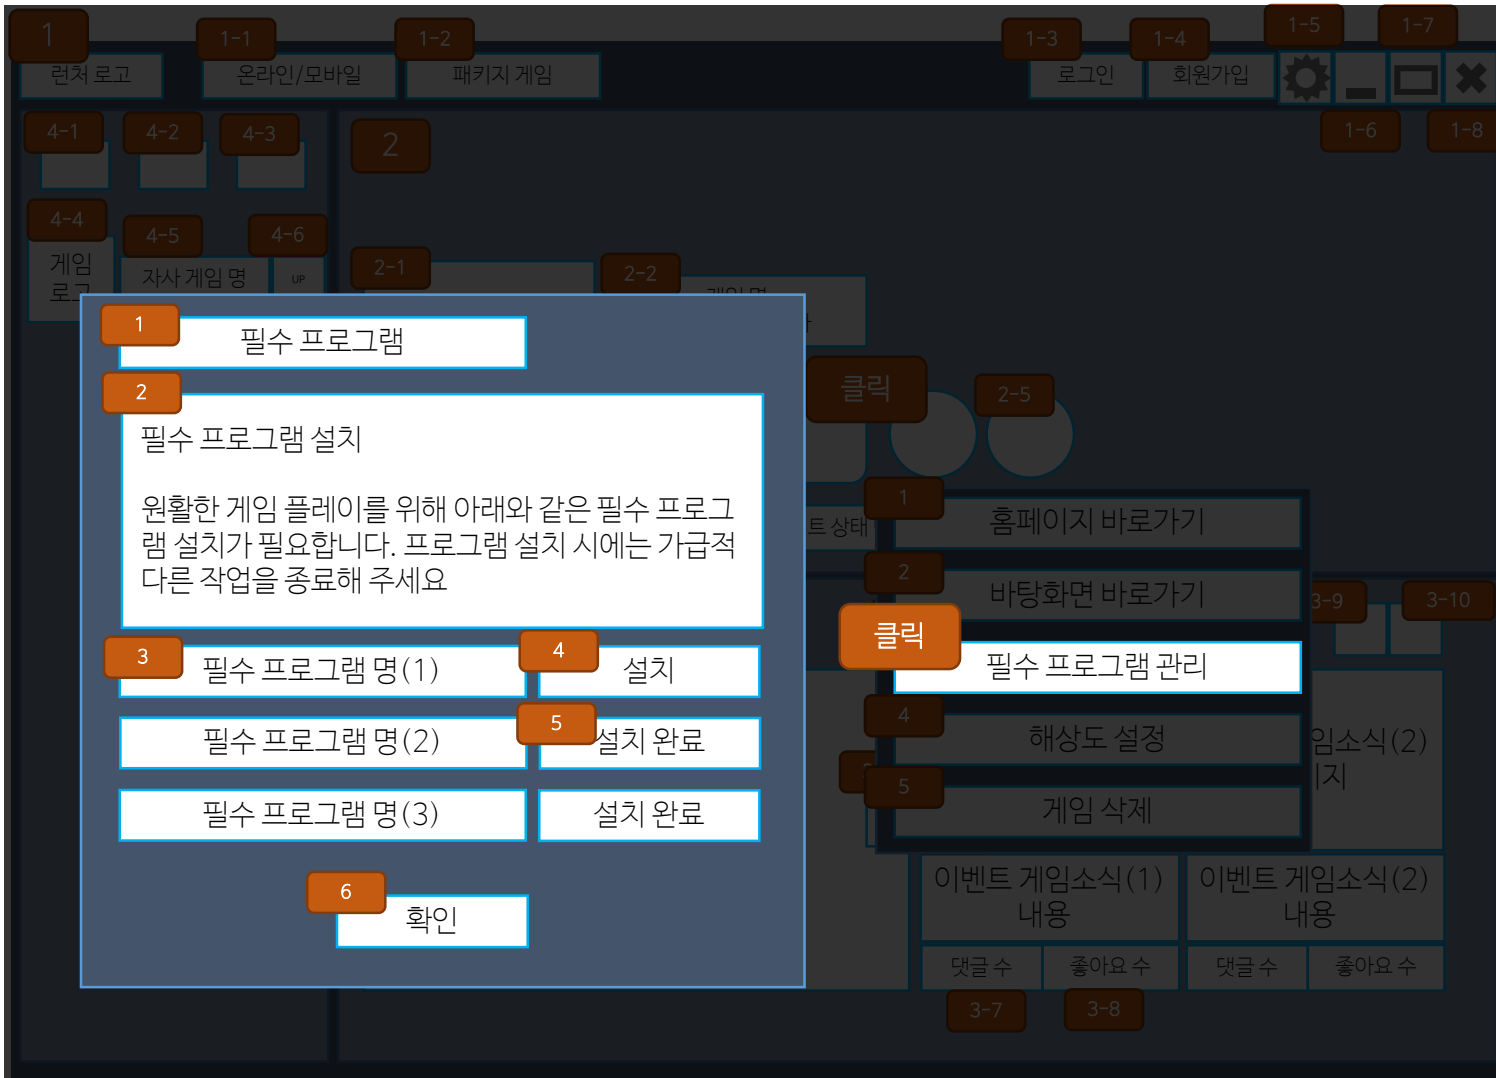 1
1-1
1-2
1-3
1-4
1-5
1-7
런처 로고
온라인/모바일
패키지 게임
로그인
회원가입
1-6
1-8
4-1
4-2
4-3
2
4-4
4-5
4-6
게임
로고
자사 게임 명
UP
2-1
2-2
게임 명
클릭
2-5
1
필수 프로그램
2
필수 프로그램 설치
원활한 게임 플레이를 위해 아래와 같은 필수 프로그
램 설치가 필요합니다. 프로그램 설치 시에는 가급적
다른 작업을 종료해 주세요
3
필수 프로그램 명(1)
4
설치
필수 프로그램 명(2)
5
설치 완료
필수 프로그램 명(3)
설치 완료
6
확인
트 상태
1
홈페이지 바로가기
2
바탕화면 바로가기
클릭
필수 프로그램 관리
4
해상도 설정
5
게임 삭제
3-9
3-10
임소식(2)
지
이벤트 게임소식(1)
내용
이벤트 게임소식(2)
내용
댓글 수
좋아요 수
댓글 수
좋아요 수
3-7
3-8